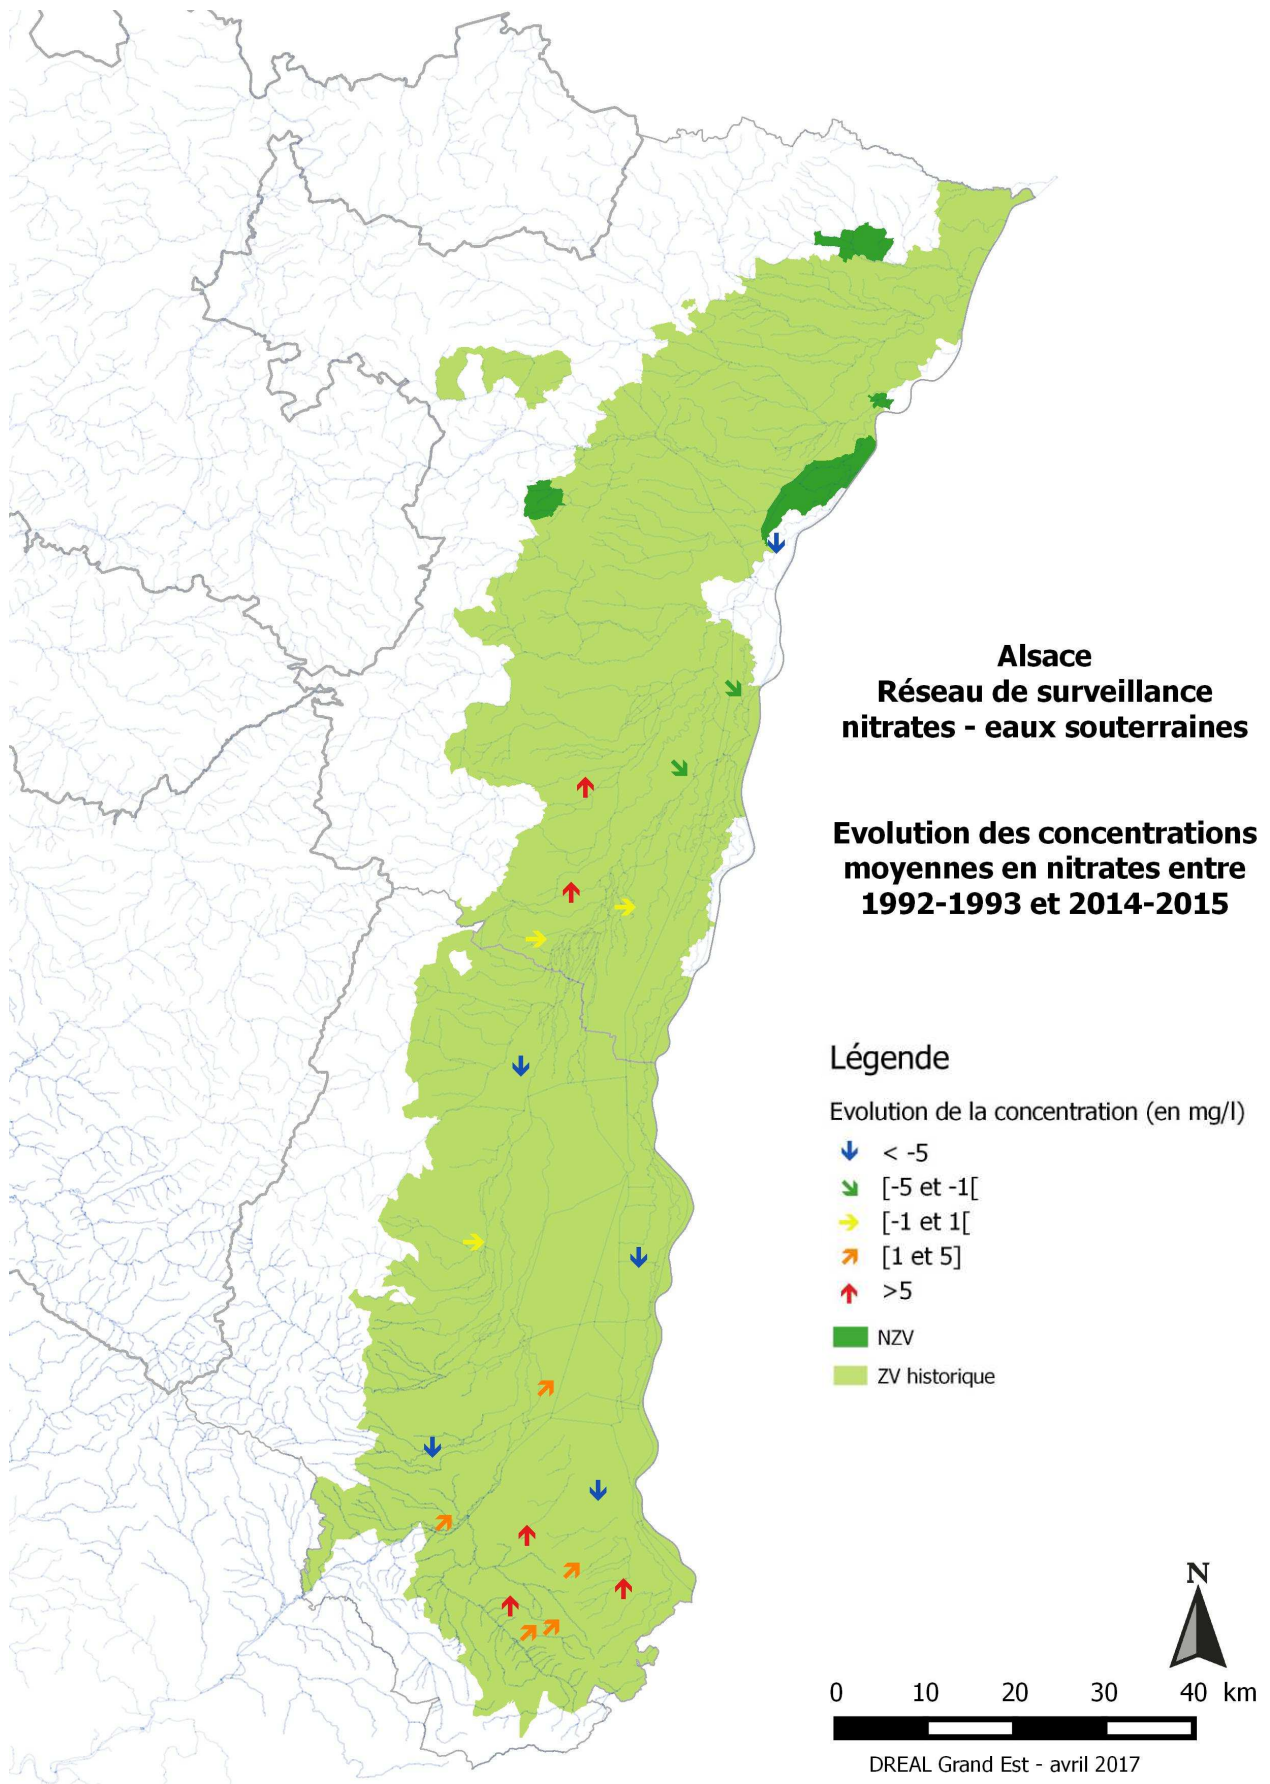 Alsace
Réseau de surveillance
nitrates - eaux souterraines
Evolution des concentrations
moyennes en nitrates entre
1992-1993 et 2014-2015
Légende
Evolution de la concentration (en mg/l)
< -5
[-5 et -1[
[-1 et 1[
[1 et 5]
>5
NZV
ZV historique
N
0 10 20 30 40 km
DREAL Grand Est - avril 2017